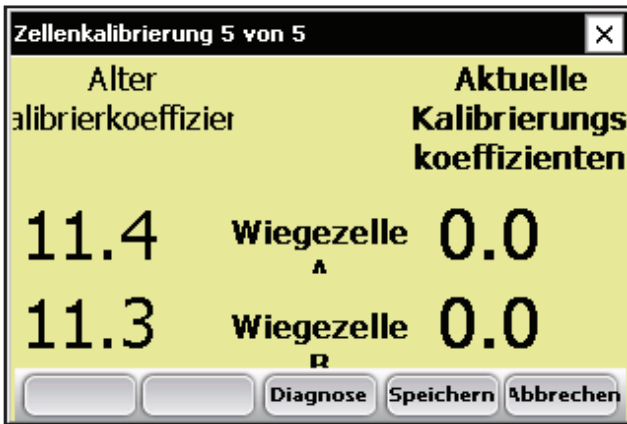 Zellenkalibrierung 5 von 5
Alter
alibrierkoeffizier
Aktuelle
Kalibrierungs
koeffizienten
11.4 Wiegezelle 0.0
A
11.3 Wiegezelle 0.0
B
Diagnose Speichern Abbrechen